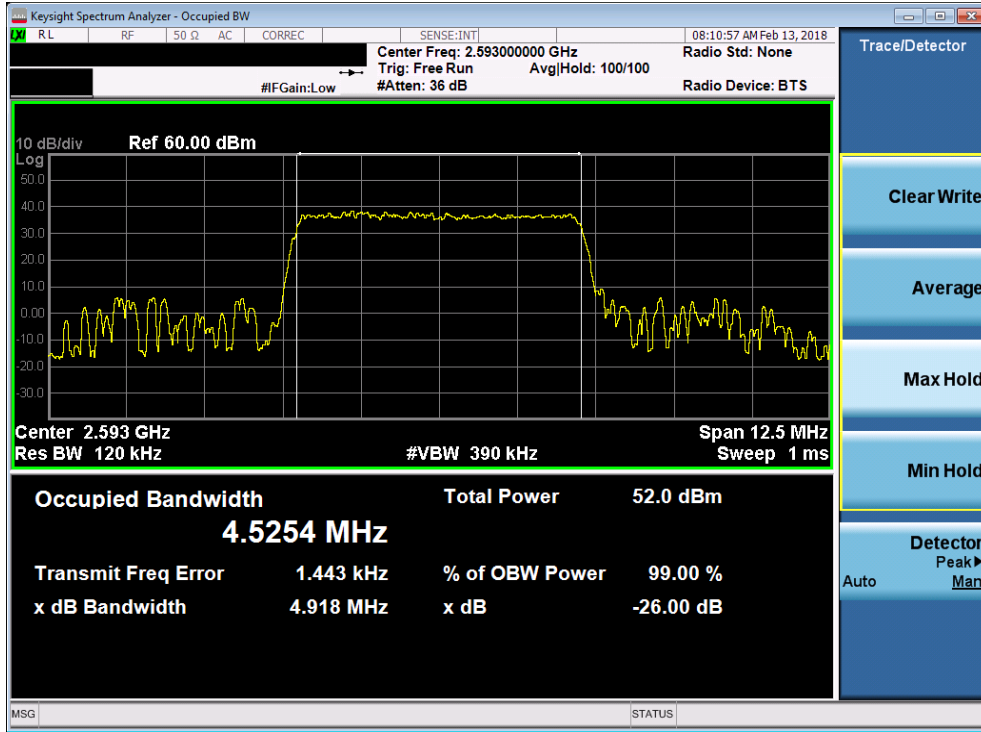 Keysight Spectrum Analyzer - Occupied BW
LXI RL RF 50 Ω AC CORREC SENSE:INT 08:10:57 AM Feb 13, 2018
Center Freq: 2.593000000 GHz Radio Std: None
Trig: Free Run Avg|Hold: 100/100
#IFGain:Low #Atten: 36 dB Radio Device: BTS
10 dB/div Ref 60.00 dBm
Log
50.0
40.0
30.0
20.0
10.0
0.00
-10.0
-20.0
-30.0
Center 2.593 GHz Span 12.5 MHz
Res BW 120 kHz #VBW 390 kHz Sweep 1 ms
Occupied Bandwidth Total Power 52.0 dBm
4.5254 MHz
Transmit Freq Error 1.443 kHz % of OBW Power 99.00 %
x dB Bandwidth 4.918 MHz x dB -26.00 dB
MSG STATUS
Trace/Detector
Clear Write
Average
Max Hold
Min Hold
Detector
Peak▶
Auto Man